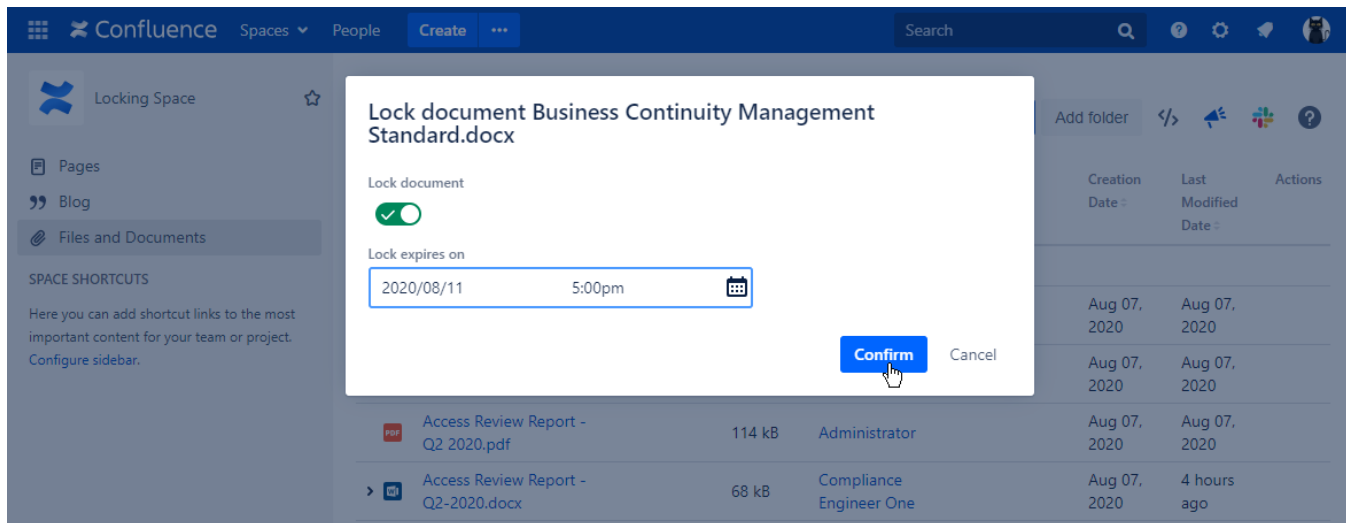 Confluence Spaces People Create ••• Search
Locking Space
Pages
Blog
Files and Documents
SPACE SHORTCUTS
Here you can add shortcut links to the most
important content for your team or project.
Configure sidebar.
Lock document Business Continuity Management
Standard.docx
Lock document
Lock expires on
2020/08/11 5:00pm
Confirm Cancel
Add folder
Creation
Date
Last
Modified
Date
Actions
Aug 07,
2020
Aug 07,
2020
Aug 07,
2020
Aug 07,
2020
PDF
Access Review Report -
Q2 2020.pdf
114 kB
Administrator
Aug 07,
2020
Aug 07,
2020
Access Review Report -
Q2-2020.docx
68 kB
Compliance
Engineer One
Aug 07,
2020
4 hours
ago